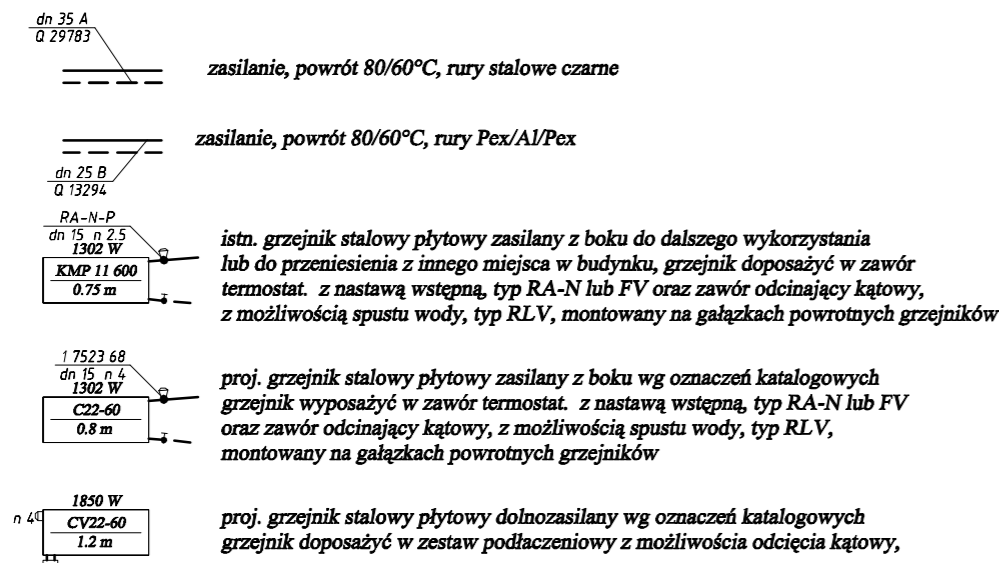 dn 35 A
Q 29783
zasilanie, powrót 80/60°C, rury stalowe czarne
zasilanie, powrót 80/60°C, rury Pex/Al/Pex
dn 25 B
Q 13294
RA-N-P
dn 15 n 2.5
1302 W
KMP 11 600
0.75 m
istn. grzejnik stalowy płytowy zasilany z boku do dalszego wykorzystania
lub do przeniesienia z innego miejsca w budynku, grzejnik doposażyć w zawór
termostat. z nastawą wstępną, typ RA-N lub FV oraz zawór odcinający kątowy,
z możliwością spustu wody, typ RLV, montowany na gałązkach powrotnych grzejników
1 7523 68
dn 15 n 4
1302 W
C22-60
0.8 m
proj. grzejnik stalowy płytowy zasilany z boku wg oznaczeń katalogowych
grzejnik wyposażyć w zawór termostat. z nastawą wstępną, typ RA-N lub FV
oraz zawór odcinający kątowy, z możliwością spustu wody, typ RLV,
montowany na gałązkach powrotnych grzejników
1850 W
n 4
CV22-60
1.2 m
proj. grzejnik stalowy płytowy dolnozasilany wg oznaczeń katalogowych
grzejnik doposażyć w zestaw podłaczeniowy z możliwościa odcięcia kątowy,